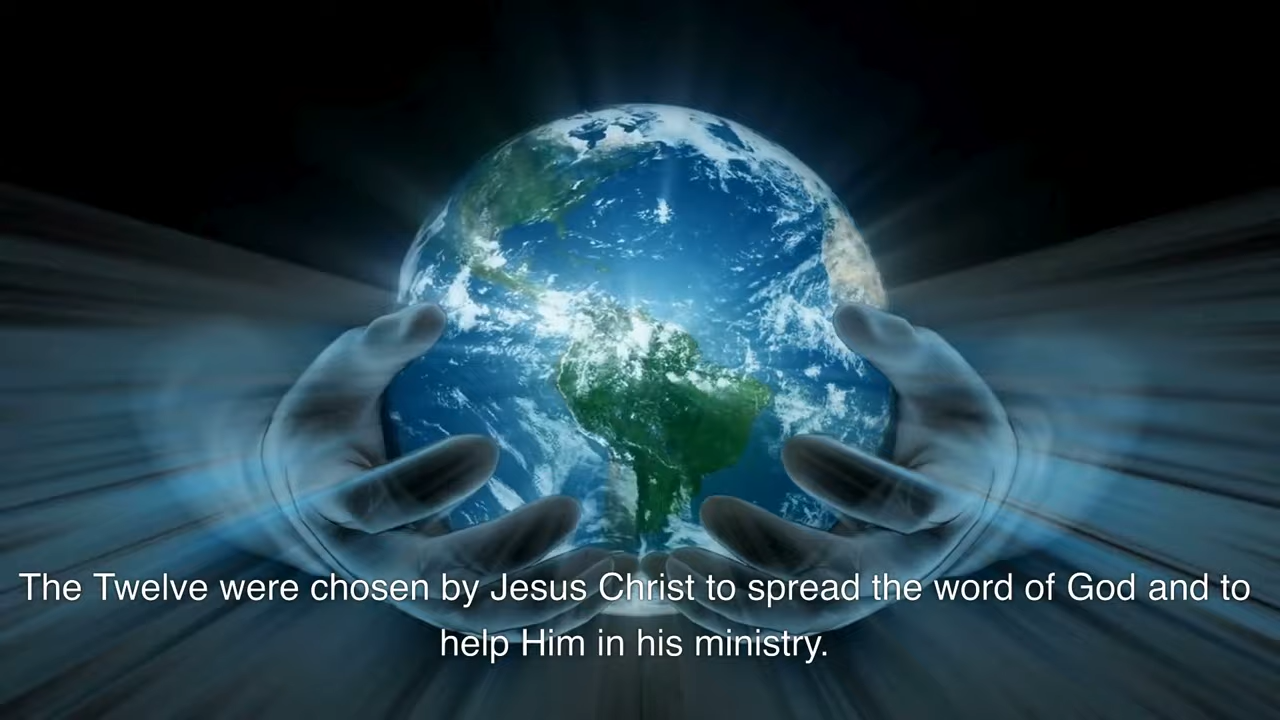 The Twelve were chosen by Jesus Christ to spread the word of God and to
help Him in his ministry.